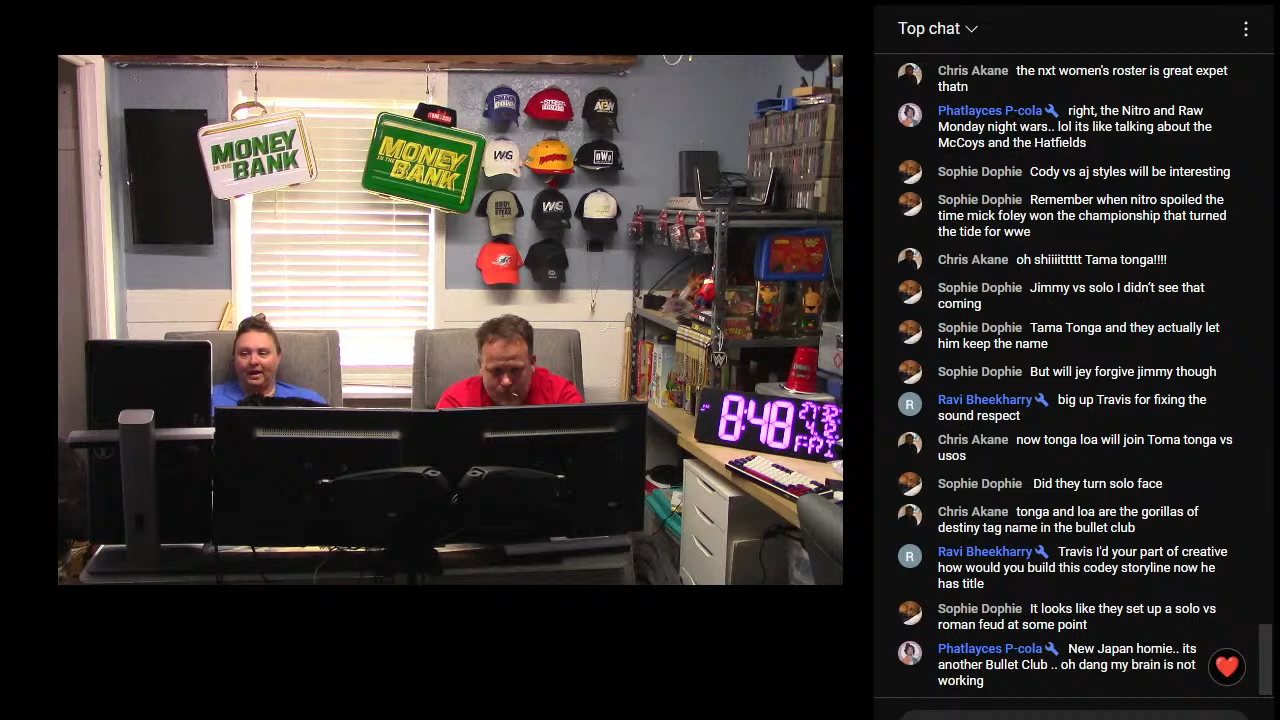 Top chat
Chris Akane the nxt women's roster is great expet
thatn
Phatlayces P-cola right, the Nitro and Raw
Monday night wars.. lol its like talking about the
McCoys and the Hatfields
Sophie Dophie Cody vs aj styles will be interesting
Sophie Dophie Remember when nitro spoiled the
time mick foley won the championship that turned
the tide for wwe
Chris Akane oh shiiiitttt Tama tonga!!!!
Sophie Dophie Jimmy vs solo I didn't see that
coming
Sophie Dophie Tama Tonga and they actually let
him keep the name
Sophie Dophie But will jey forgive jimmy though
R
Ravi Bheekharry big up Travis for fixing the
sound respect
Chris Akane now tonga loa will join Toma tonga vs
usos
Sophie Dophie Did they turn solo face
Chris Akane tonga and loa are the gorillas of
destiny tag name in the bullet club
R
Ravi Bheekharry Travis I'd your part of creative
how would you build this codey storyline now he
has title
Sophie Dophie It looks like they set up a solo vs
roman feud at some point
Phatlayces P-cola New Japan homie.. its
another Bullet Club .. oh dang my brain is not
working
MONEY
IN THE
BANK
MONEY
IN THE
BANK
AEW
WG
nWo
WG
8:48
FRI